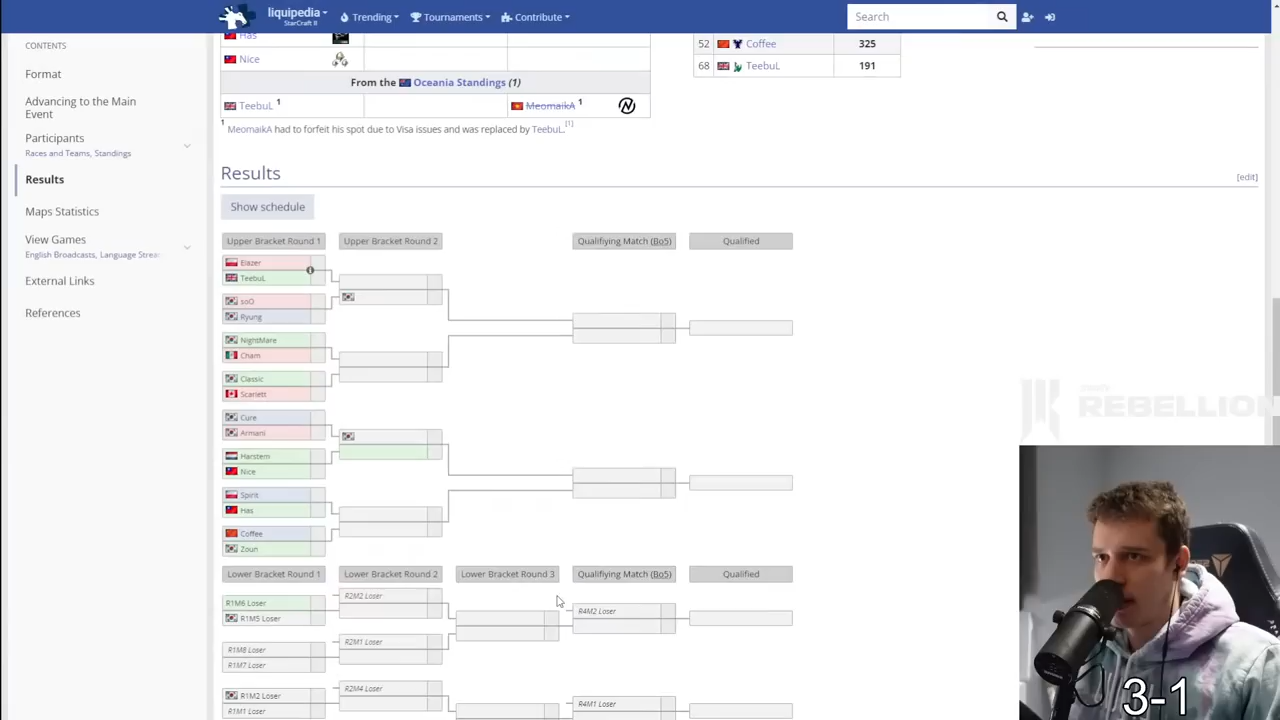 liquipedia
StarCraft II
Trending
Tournaments
Contribute
Search
CONTENTS
Format
Advancing to the Main
Event
Participants
Races and Teams, Standings
Results
Maps Statistics
View Games
English Broadcasts, Language Strea
External Links
References
Has
Nice
From the Oceania Standings (1)
TeebuL 1
MeomaikA 1
1 MeomaikA had to forfeit his spot due to Visa issues and was replaced by TeebuL.[1]
52 Coffee 325
68 TeebuL 191
Results
[edit]
Show schedule
Upper Bracket Round 1
Upper Bracket Round 2
Qualifying Match (Bo5)
Qualified
Elazer
TeebuL
soO
Ryung
NightMare
Cham
Classic
Scarlett
Cure
Armani
Harstem
Nice
Spirit
Has
Coffee
Zoun
Lower Bracket Round 1
Lower Bracket Round 2
Lower Bracket Round 3
Qualifiying Match (Bo5)
Qualified
R1M6 Loser
R1M5 Loser
R1M8 Loser
R1M7 Loser
R1M2 Loser
R1M1 Loser
R2M2 Loser
R2M1 Loser
R2M4 Loser
R4M2 Loser
R4M1 Loser
REBELLION
3-1